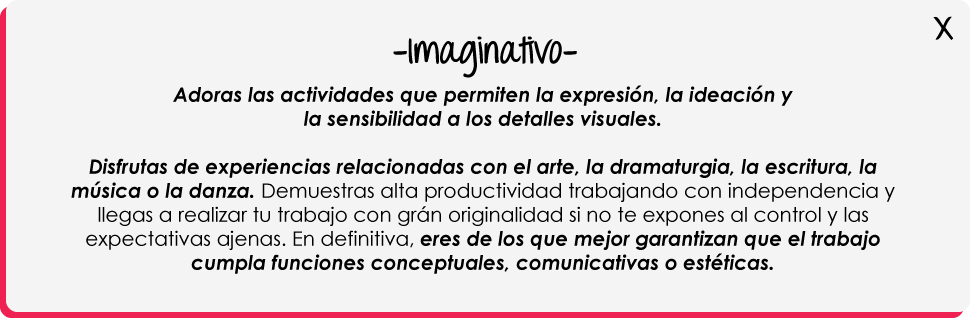 X
-Imaginativo-
Adoras las actividades que permiten la expresión, la ideación y
la sensibilidad a los detalles visuales.
Disfrutas de experiencias relacionadas con el arte, la dramaturgia, la escritura, la
música o la danza. Demuestras alta productividad trabajando con independencia y
llegas a realizar tu trabajo con grán originalidad si no te expones al control y las
expectativas ajenas. En definitiva, eres de los que mejor garantizan que el trabajo
cumpla funciones conceptuales, comunicativas o estéticas.